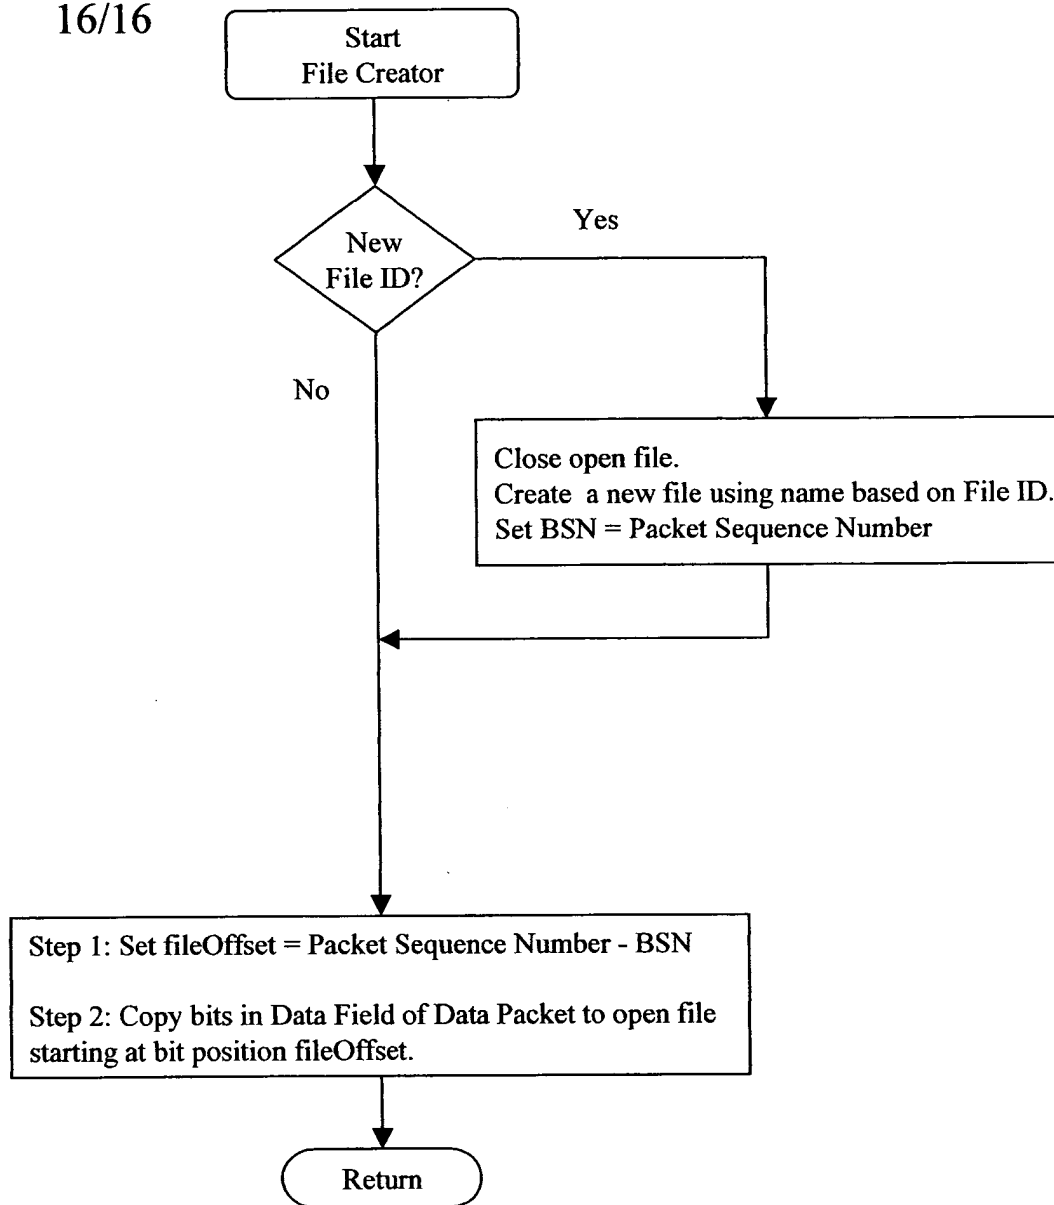 16/16
Start
File Creator
New
File ID?
Yes
No
Close open file.
Create a new file using name based on File ID.
Set BSN = Packet Sequence Number
Step 1: Set fileOffset = Packet Sequence Number - BSN
Step 2: Copy bits in Data Field of Data Packet to open file
starting at bit position fileOffset.
Return